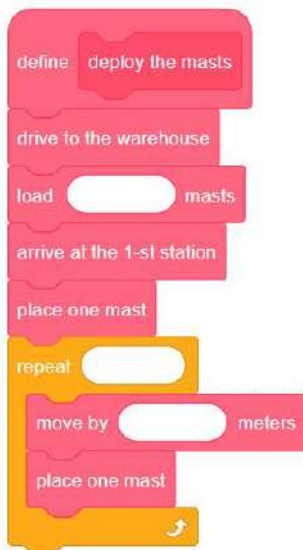 define deploy the masts
drive to the warehouse
load masts
arrive at the 1-st station
place one mast
repeat
move by meters
place one mast